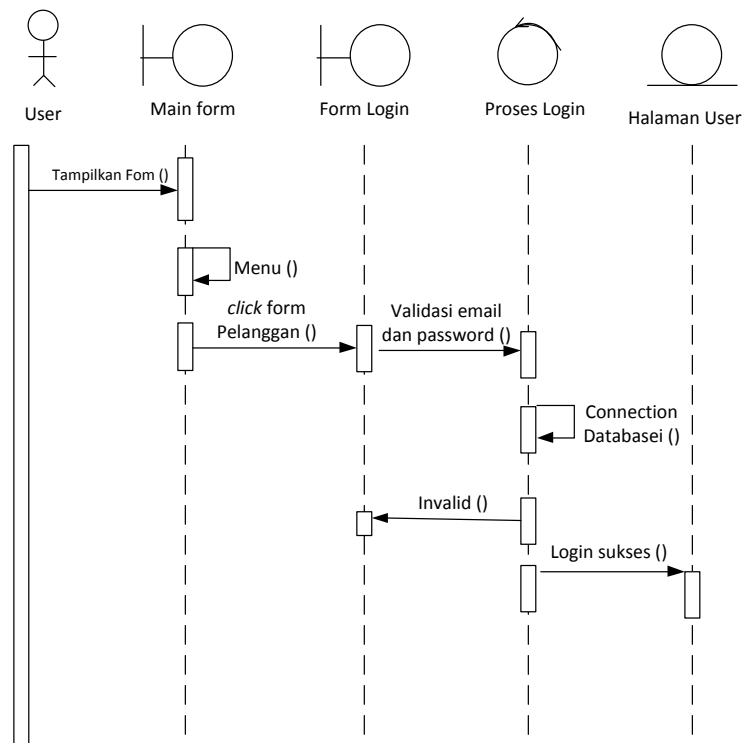 User
Main form
Form Login
Proses Login
Halaman User
Tampilkan Fom ()
Menu ()
click form
Pelanggan ()
Validasi email
dan password ()
Connection
Databasei ()
Invalid ()
Login sukses ()